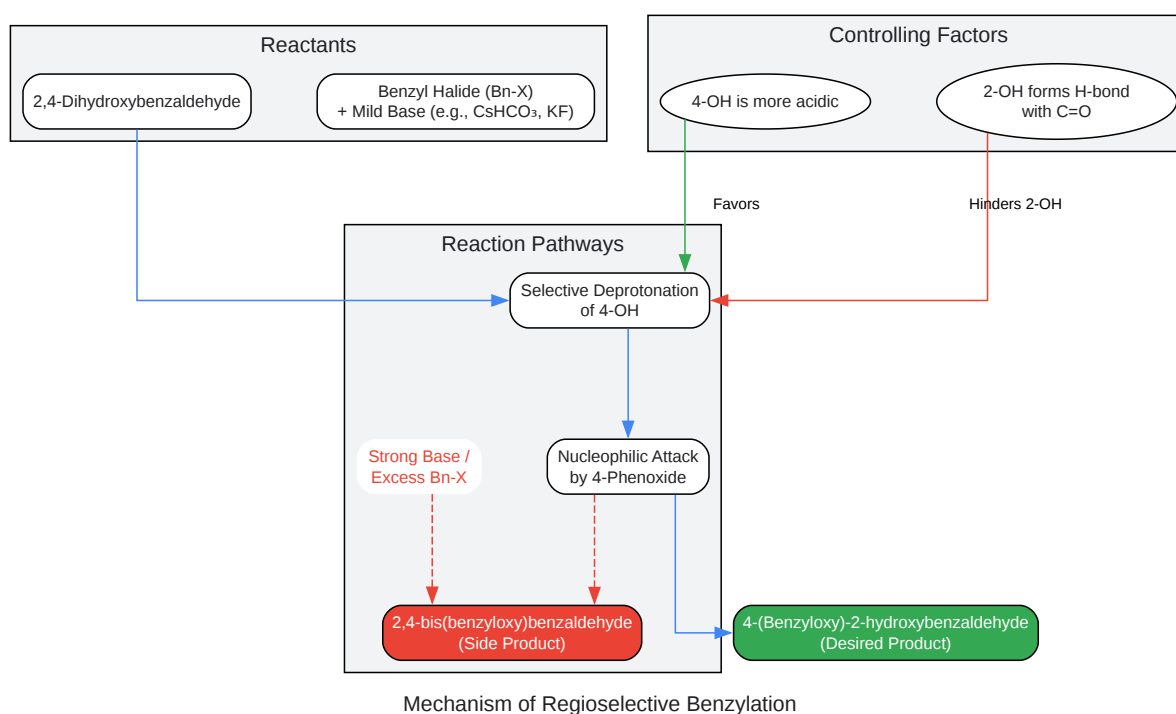 Reactants
2,4-Dihydroxybenzaldehyde
Benzyl Halide (Bn-X)
+ Mild Base (e.g., CsHCO₃, KF)
Controlling Factors
4-OH is more acidic
2-OH forms H-bond
with C=O
Favors
Hinders 2-OH
Reaction Pathways
Selective Deprotonation
of 4-OH
Strong Base /
Excess Bn-X
Nucleophilic Attack
by 4-Phenoxide
2,4-bis(benzyloxy)benzaldehyde
(Side Product)
4-(Benzyloxy)-2-hydroxybenzaldehyde
(Desired Product)
Mechanism of Regioselective Benzylation